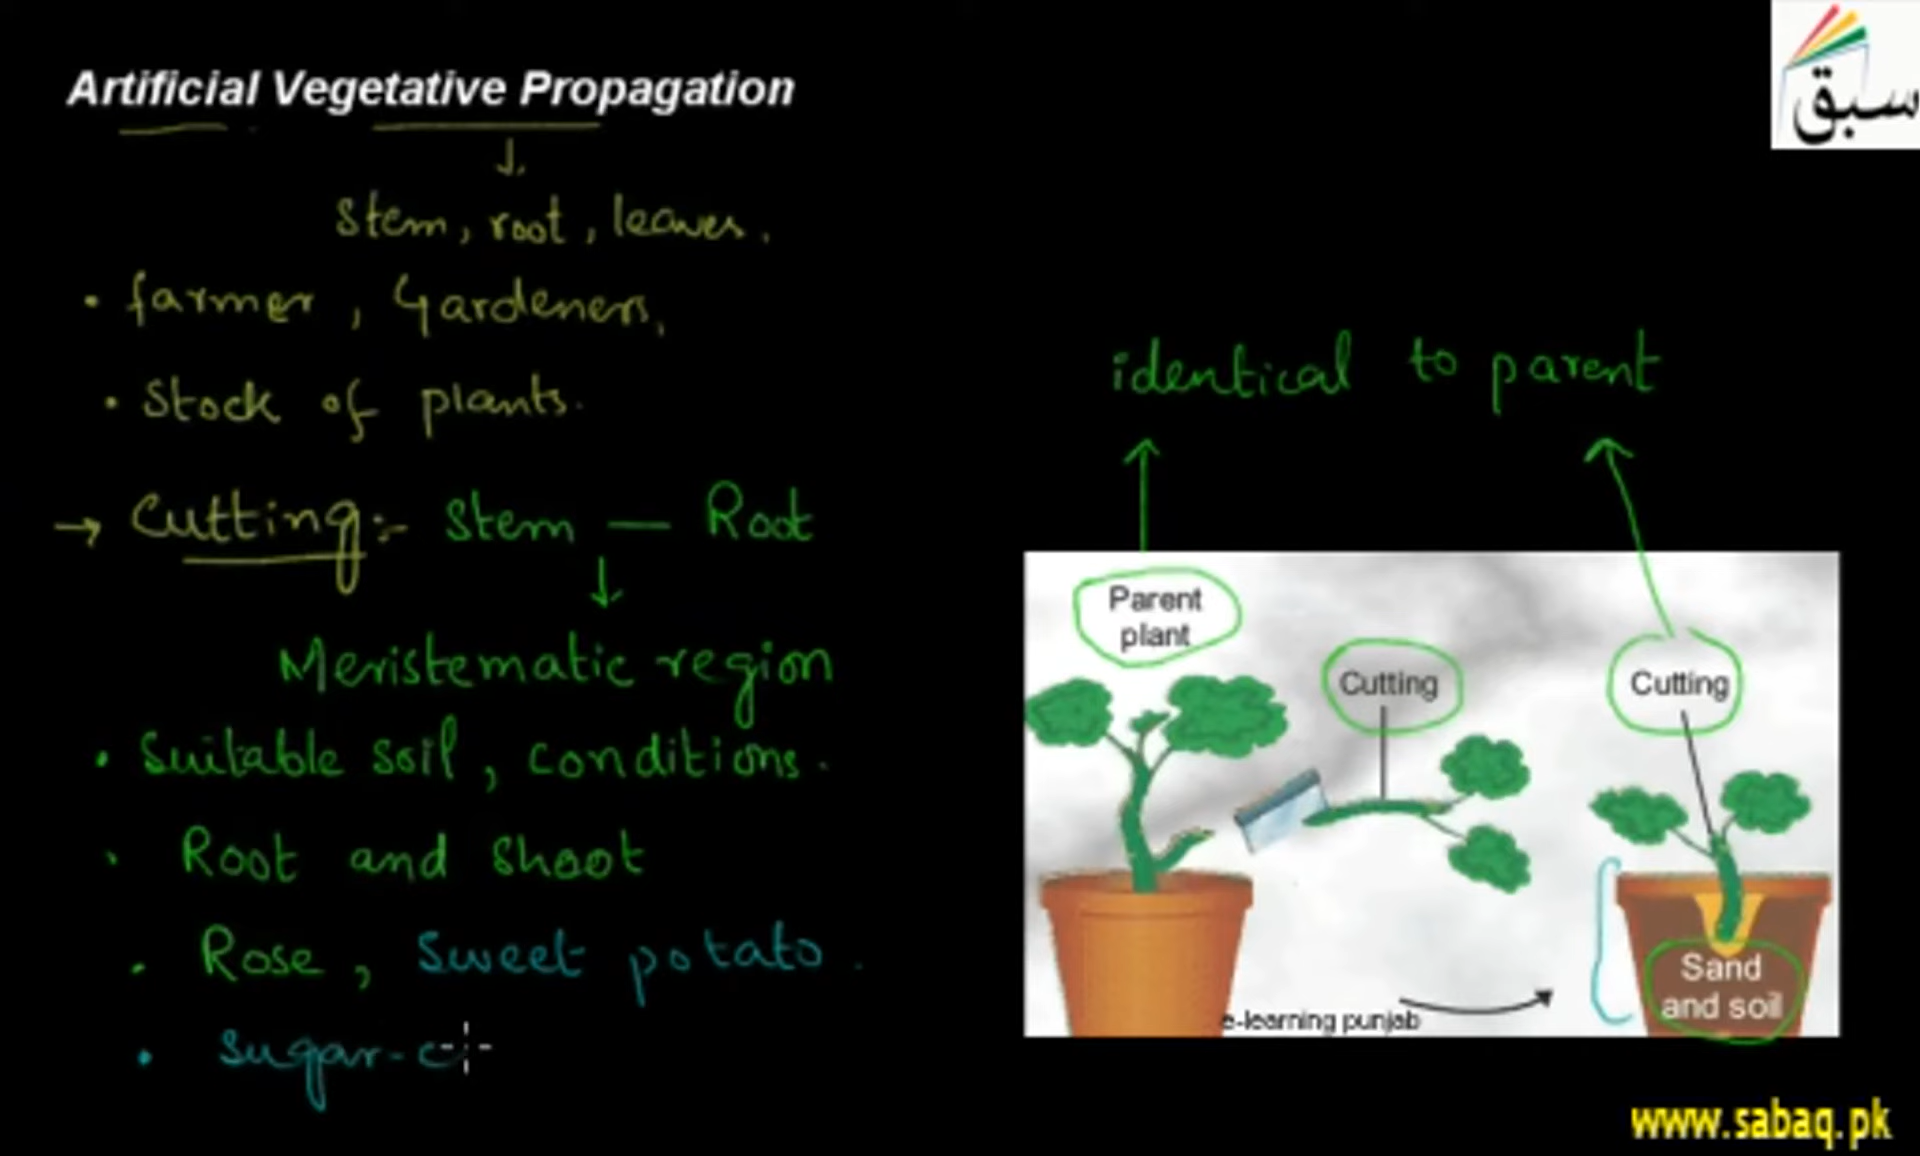 Artificial Vegetative Propagation
سبق
↓
Stem, root, leaves.
• farmer, Gardeners,
• Stock of plants.
identical to parent
→ Cutting:- Stem — Root
↓
Meristematic region
• Suitable soil, conditions.
• Root and shoot
• Rose, Sweet potato.
• Sugar-c
Parent
plant
Cutting
Cutting
Sand
and soil
e-learning punjab
www.sabaq.pk